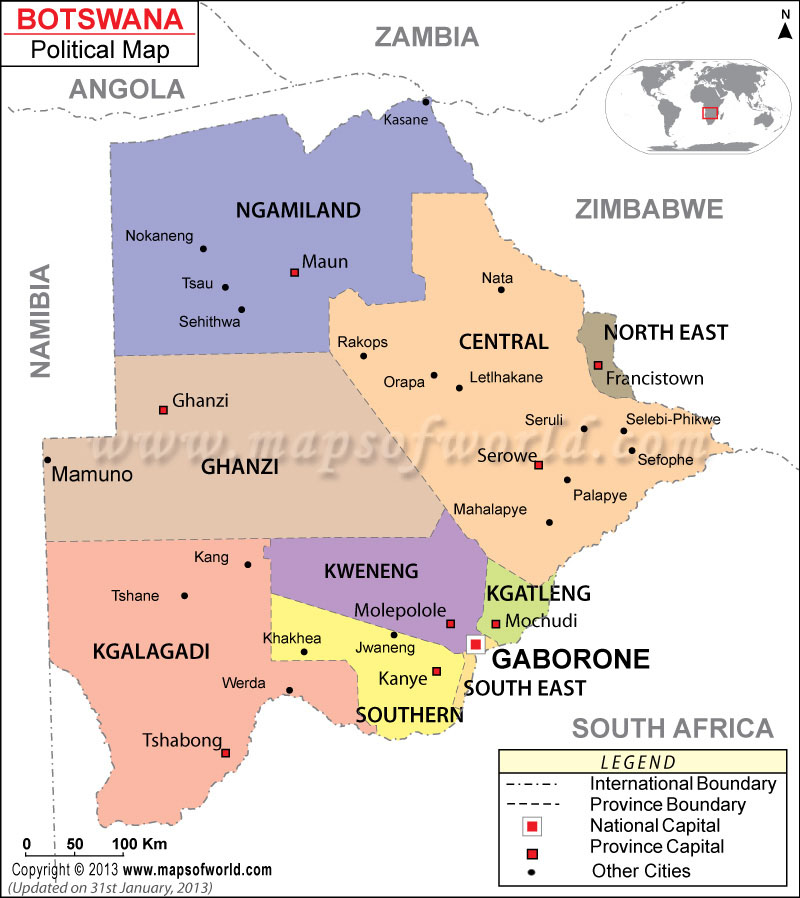 BOTSWANA
Political Map
ZAMBIA
N
ANGOLA
Kasane
NGAMILAND
ZIMBABWE
Nokaneng
Maun
NAMIBIA
Tsau
Nata
Sehithwa
Rakops
CENTRAL
NORTH EAST
Orapa
Letlhakane
Francistown
Ghanzi
Seruli
Selebi-Phikwe
www.mapsofworld.com
Serowe
Sefophe
GHANZI
Mamuno
Palapye
Mahalapye
Kang
KWENENG
Tshane
KGATLENG
Molepolole
Mochudi
Khakhea
Jwaneng
KGALAGADI
GABORONE
Kanye
Werda
SOUTH EAST
SOUTHERN
Tshabong
SOUTH AFRICA
LEGEND
International Boundary
Province Boundary
National Capital
Province Capital
Other Cities
0 50 100 Km
Copyright © 2013 www.mapsofworld.com
(Updated on 31st January, 2013)